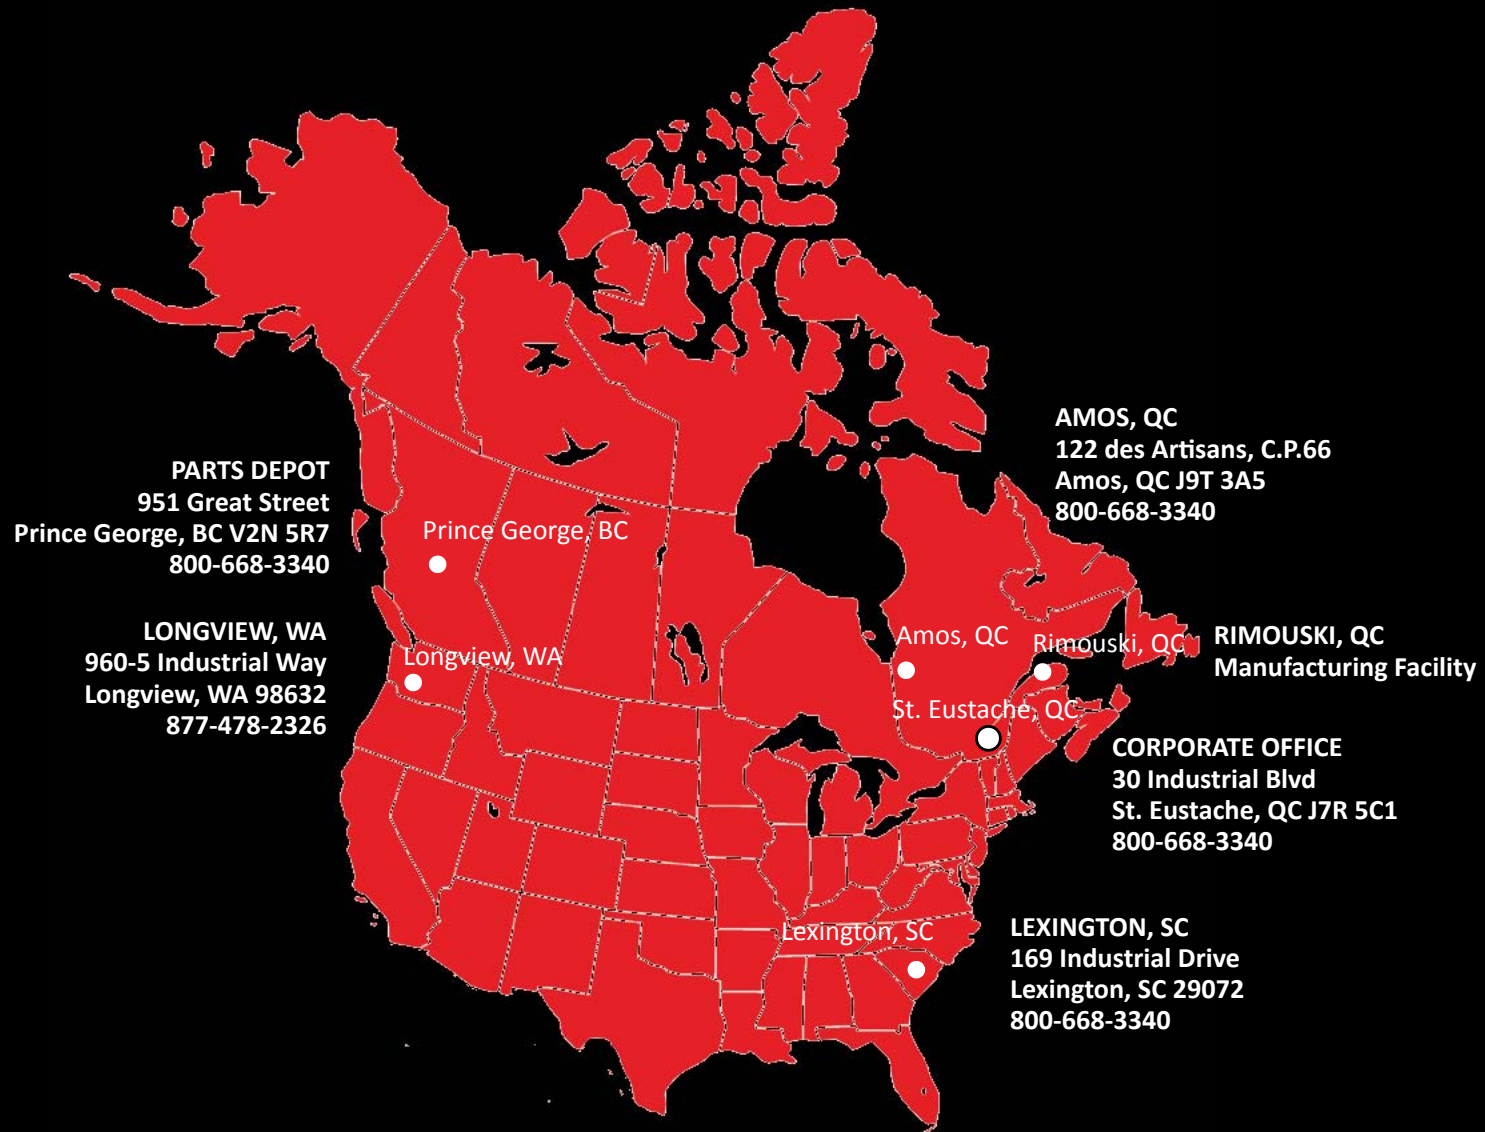 AMOS, QC
122 des Artisans, C.P.66
Amos, QC J9T 3A5
800-668-3340
PARTS DEPOT
951 Great Street
Prince George, BC V2N 5R7
800-668-3340
Prince George, BC
LONGVIEW, WA
960-5 Industrial Way
Longview, WA 98632
877-478-2326
Longview, WA
Amos, QC
Rimouski, QC
RIMOUSKI, QC
Manufacturing Facility
St. Eustache, QC
CORPORATE OFFICE
30 Industrial Blvd
St. Eustache, QC J7R 5C1
800-668-3340
Lexington, SC
LEXINGTON, SC
169 Industrial Drive
Lexington, SC 29072
800-668-3340